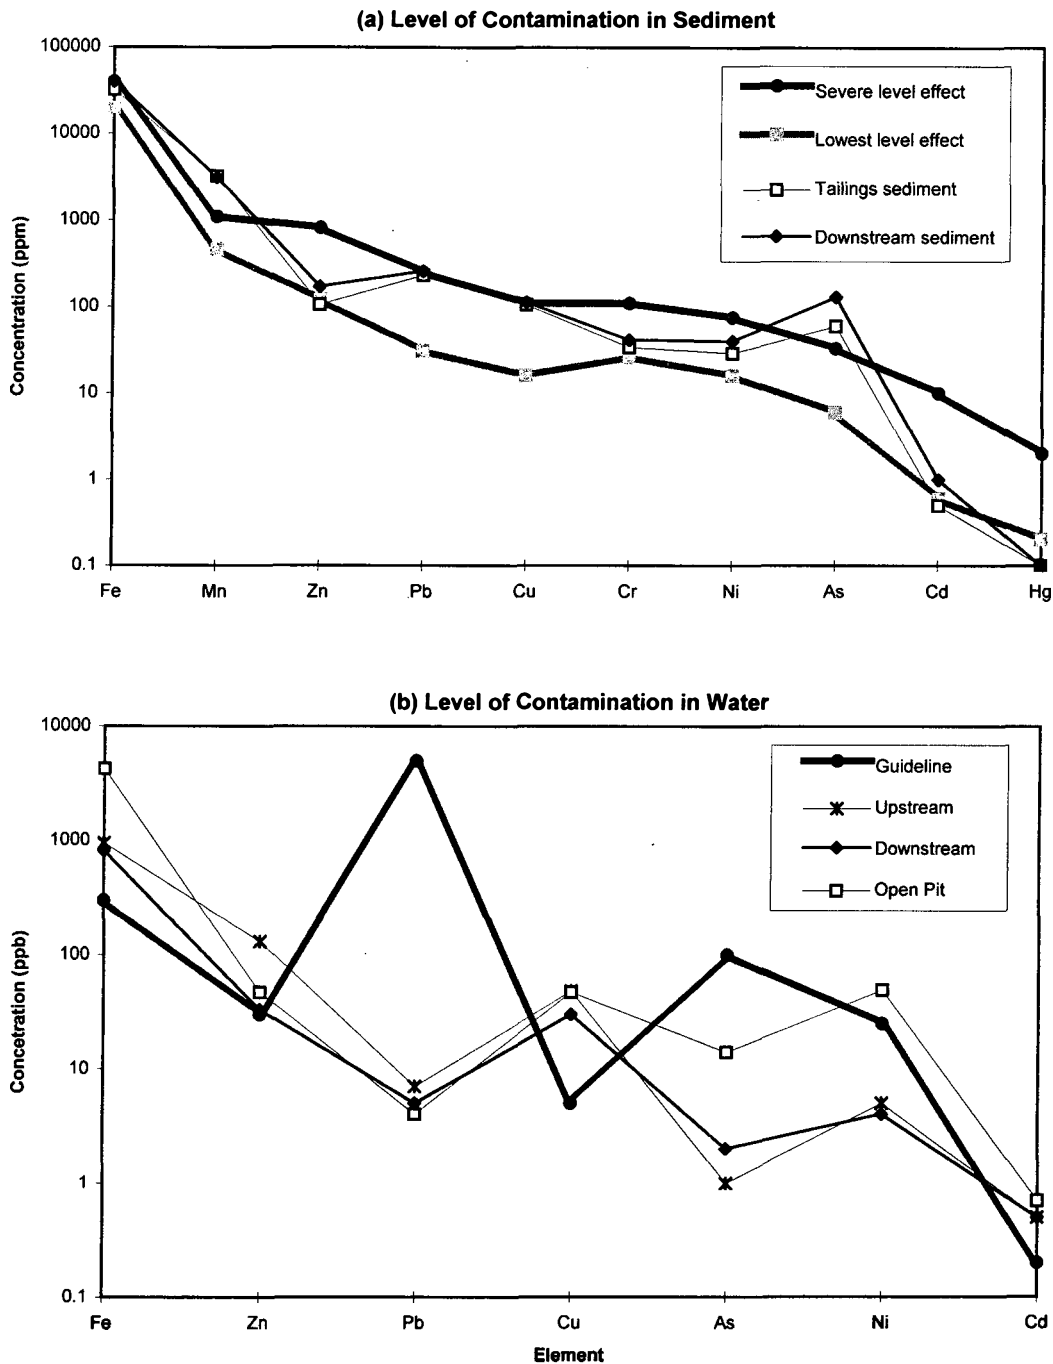 (a) Level of Contamination in Sediment
Concentration (ppm)
100000
10000
1000
100
10
1
0.1
Severe level effect
Lowest level effect
Tailings sediment
Downstream sediment
Fe Mn Zn Pb Cu Cr Ni As Cd Hg
(b) Level of Contamination in Water
Concetration (ppb)
10000
1000
100
10
1
0.1
Guideline
Upstream
Downstream
Open Pit
Fe Zn Pb Cu As Ni Cd
Element